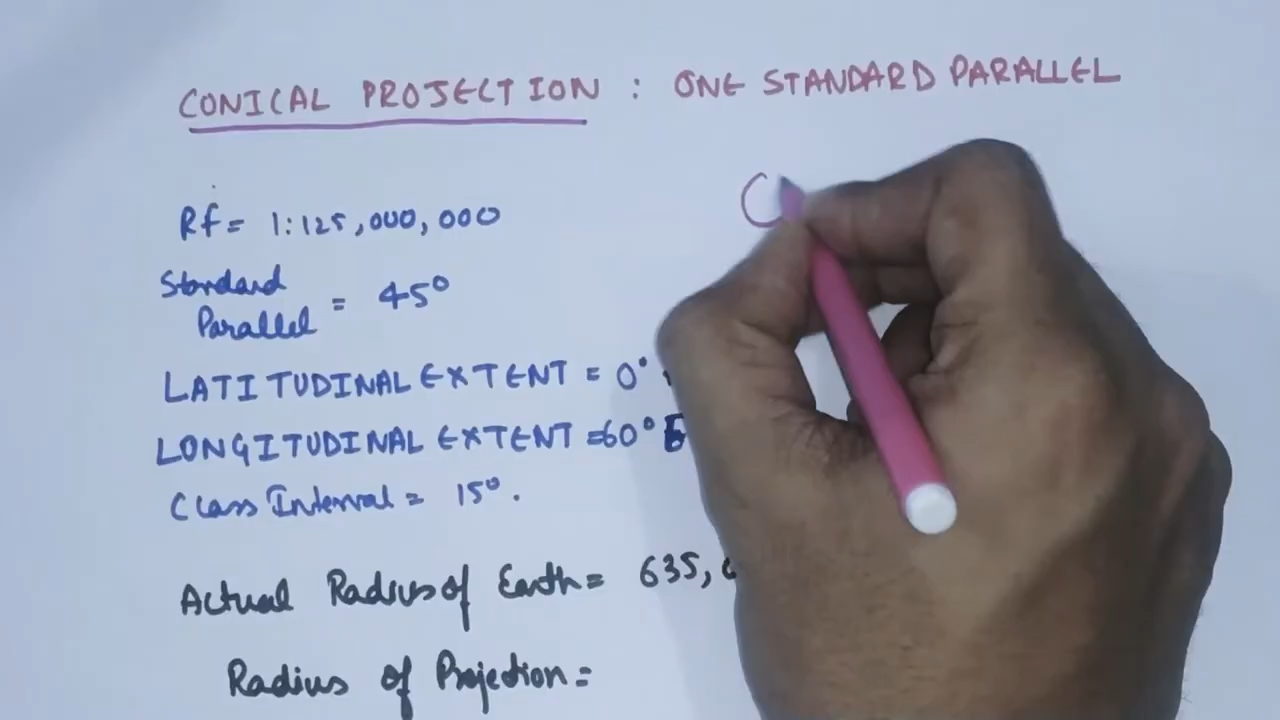 CONICAL PROJECTION : ONE STANDARD PARALLEL
Rf = 1:125,000,000
Standard Parallel = 45°
LATITUDINAL EXTENT = 0°
LONGITUDINAL EXTENT = 60° E
Class Interval = 15°.
Actual Radius of Earth = 635,
Radius of Projection =